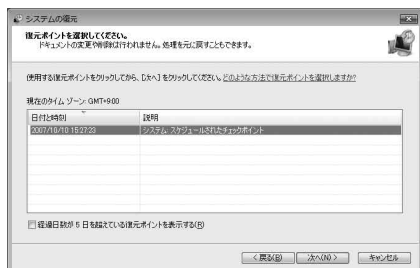 システムの復元
復元ポイントを選択してください。
ドキュメントの変更や削除は行われません。処理を元に戻すこともできます。
使用する復元ポイントをクリックしてから、[次へ] をクリックしてください。どのような方法で復元ポイントを選択しますか?
現在のタイム ゾーン: GMT+9:00
日付と時刻 説明
2007/10/10 15:27:23 システム: スケジュールされたチェックポイント
経過日数が 5 日を超えている復元ポイントを表示する(R)
< 戻る(B) 次へ(N) > キャンセル